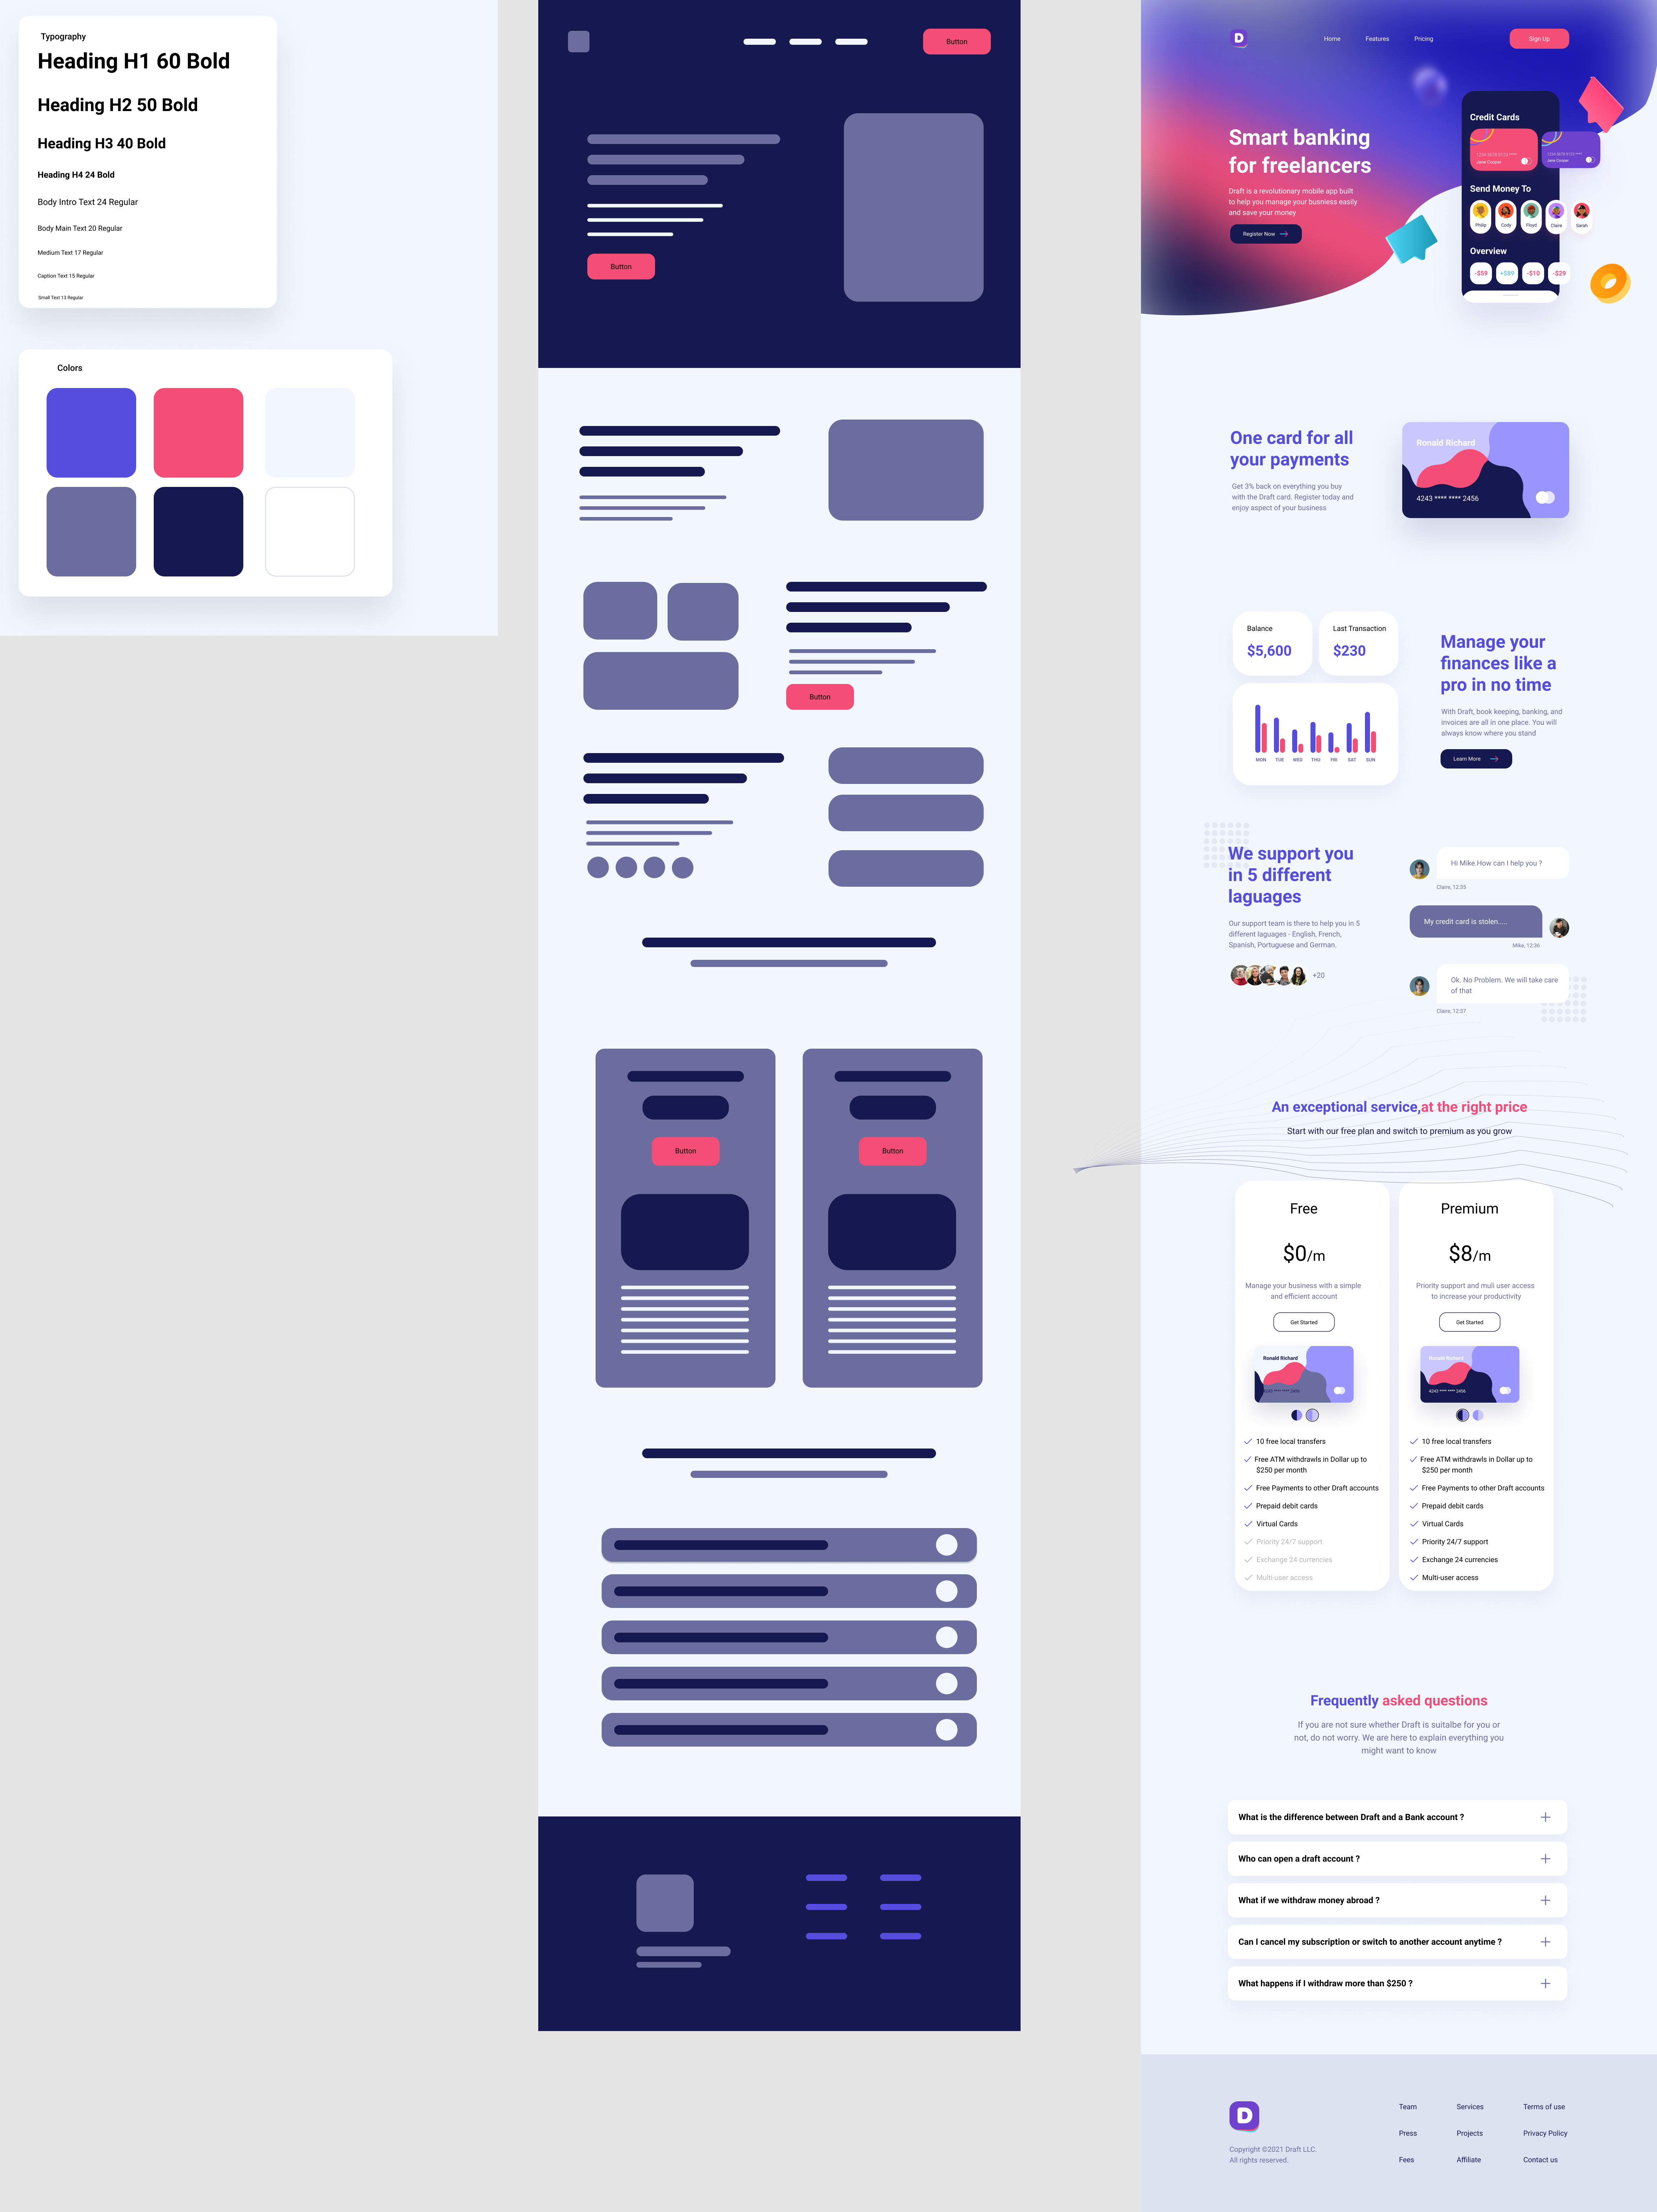 Typography
Heading H1 60 Bold
Heading H2 50 Bold
Heading H3 40 Bold
Heading H4 24 Bold
Body Intro Text 24 Regular
Body Main Text 20 Regular
Medium Text 17 Regular
Caption Text 15 Regular
Small Text 13 Regular
Colors
Button
Button
Button
Button
Button
D
Home
Features
Pricing
Sign Up
Smart banking
for freelancers
Draft is a revolutionary mobile app built
to help you manage your busniess easily
and save your money
Register Now
Credit Cards
1234 5678 9123 ****
Jane Cooper
1234 5678 9123 ****
Jane Cooper
Send Money To
Philip
Cody
Floyd
Claire
Sarah
Overview
-$59
+$89
-$10
-$29
One card for all
your payments
Get 3% back on everything you buy
with the Draft card. Register today and
enjoy aspect of your business
Ronald Richard
4243 **** **** 2456
Balance
$5,600
Last Transaction
$230
MON
TUE
WED
THU
FRI
SAT
SUN
Manage your
finances like a
pro in no time
With Draft, book keeping, banking, and
invoices are all in one place. You will
always know where you stand
Learn More
We support you
in 5 different
laguages
Our support team is there to help you in 5
different laguages - English, French,
Spanish, Portuguese and German.
+20
Hi Mike.How can I help you ?
Claire, 12:35
My credit card is stolen.....
Mike, 12:36
Ok. No Problem. We will take care
of that
Claire, 12:37
An exceptional service,at the right price
Start with our free plan and switch to premium as you grow
Free
$0/m
Manage your business with a simple
and efficient account
Get Started
Ronald Richard
4243 **** **** 2456
10 free local transfers
Free ATM withdrawls in Dollar up to
$250 per month
Free Payments to other Draft accounts
Prepaid debit cards
Virtual Cards
Priority 24/7 support
Exchange 24 currencies
Multi-user access
Premium
$8/m
Priority support and muli user access
to increase your productivity
Get Started
Ronald Richard
4243 **** **** 2456
10 free local transfers
Free ATM withdrawls in Dollar up to
$250 per month
Free Payments to other Draft accounts
Prepaid debit cards
Virtual Cards
Priority 24/7 support
Exchange 24 currencies
Multi-user access
Frequently asked questions
If you are not sure whether Draft is suitalbe for you or
not, do not worry. We are here to explain everything you
might want to know
What is the difference between Draft and a Bank account ?
Who can open a draft account ?
What if we withdraw money abroad ?
Can I cancel my subscription or switch to another account anytime ?
What happens if I withdraw more than $250 ?
D
Copyright ©2021 Draft LLC.
All rights reserved.
Team
Services
Terms of use
Press
Projects
Privacy Policy
Fees
Affiliate
Contact us